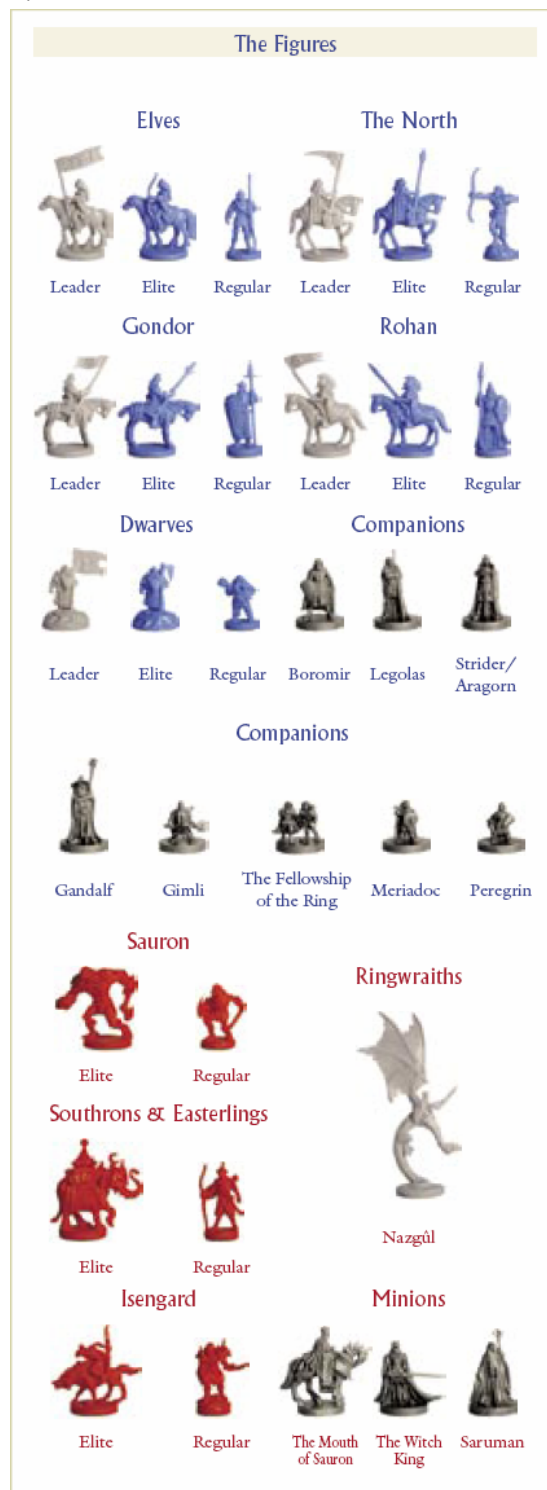 The Figures
Elves
The North
Leader
Elite
Regular
Leader
Elite
Regular
Gondor
Rohan
Leader
Elite
Regular
Leader
Elite
Regular
Dwarves
Companions
Leader
Elite
Regular
Boromir
Legolas
Strider/
Aragorn
Companions
Gandalf
Gimli
The Fellowship
of the Ring
Meriadoc
Peregrin
Sauron
Ringwraiths
Elite
Regular
Southrons & Easterlings
Nazgûl
Elite
Regular
Isengard
Minions
Elite
Regular
The Mouth
of Sauron
The Witch
King
Saruman